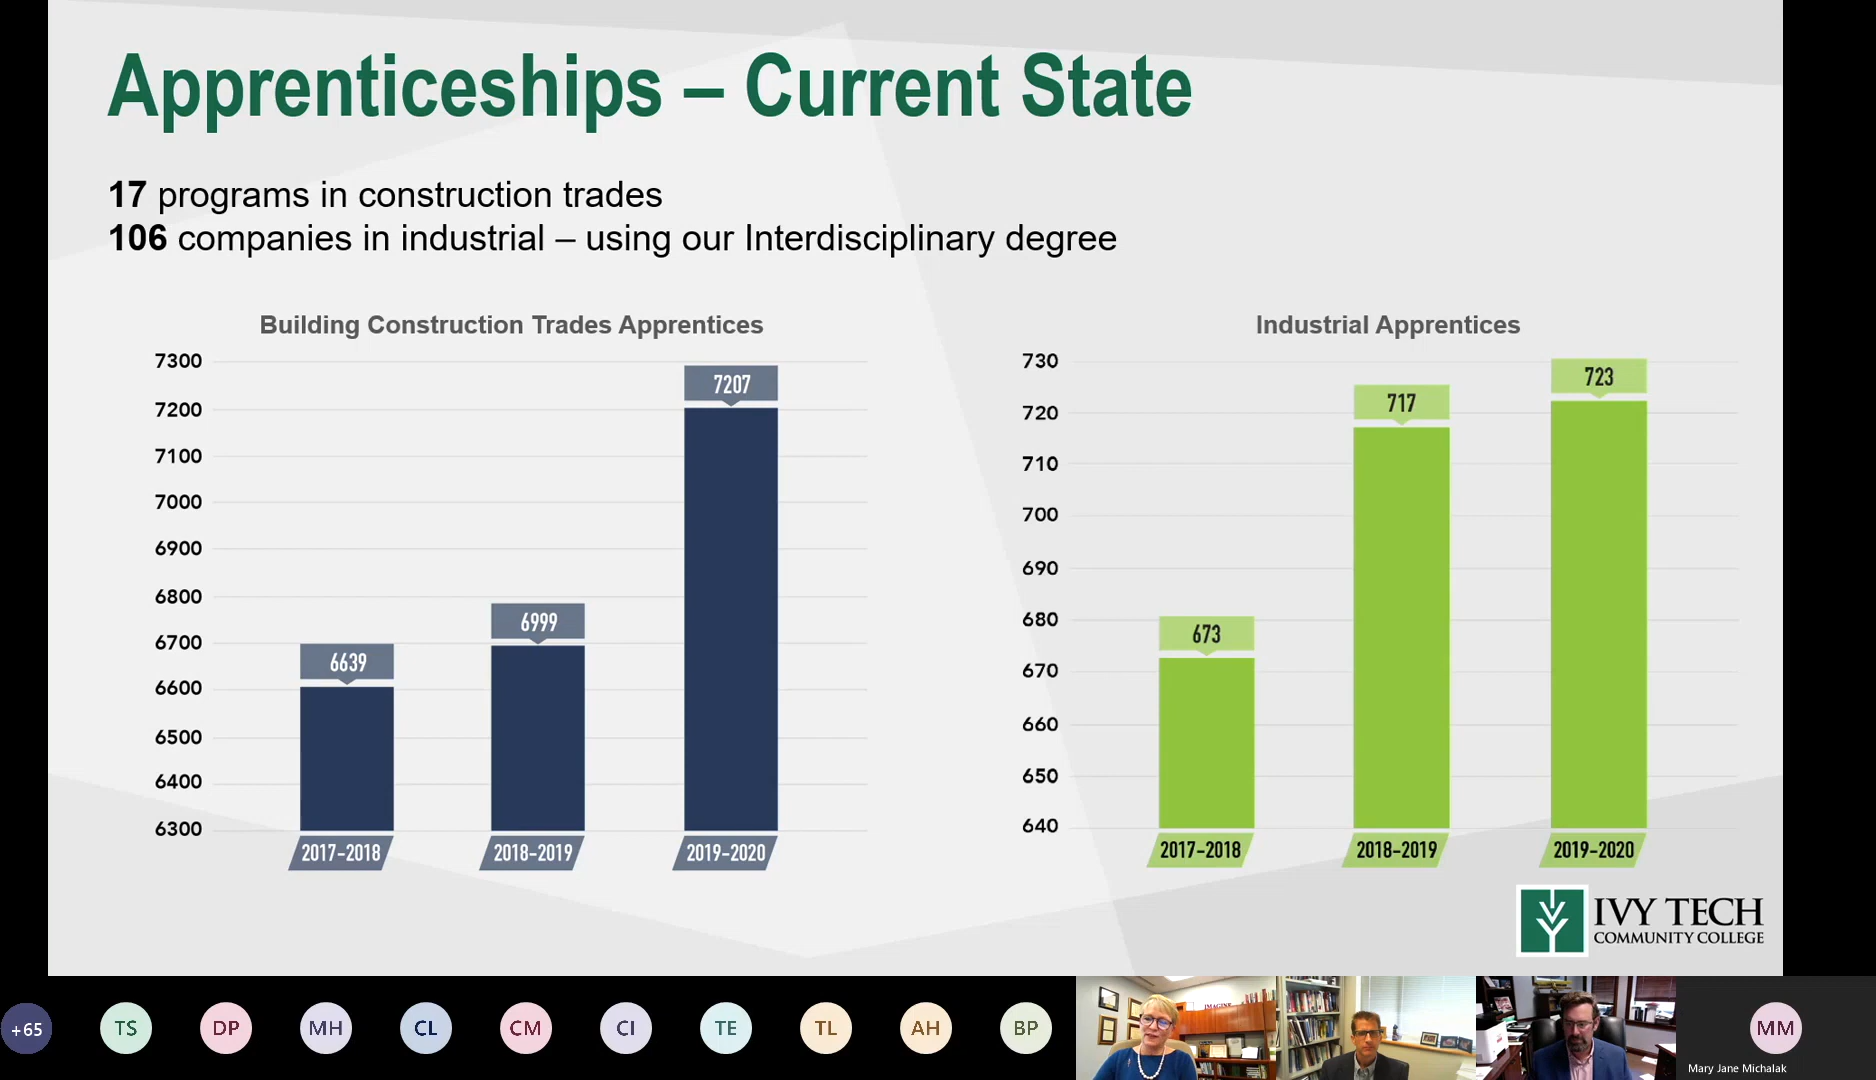 Apprenticeships – Current State
17 programs in construction trades
106 companies in industrial – using our Interdisciplinary degree
Building Construction Trades Apprentices
7300
7200
7100
7000
6900
6800
6700
6600
6500
6400
6300
6639
6999
7207
2017-2018
2018-2019
2019-2020
Industrial Apprentices
730
720
710
700
690
680
670
660
650
640
673
717
723
2017-2018
2018-2019
2019-2020
IVY TECH
COMMUNITY COLLEGE
+65
TS
DP
MH
CL
CM
CI
TE
TL
AH
BP
IMAGINE
MM
Mary Jane Michalak